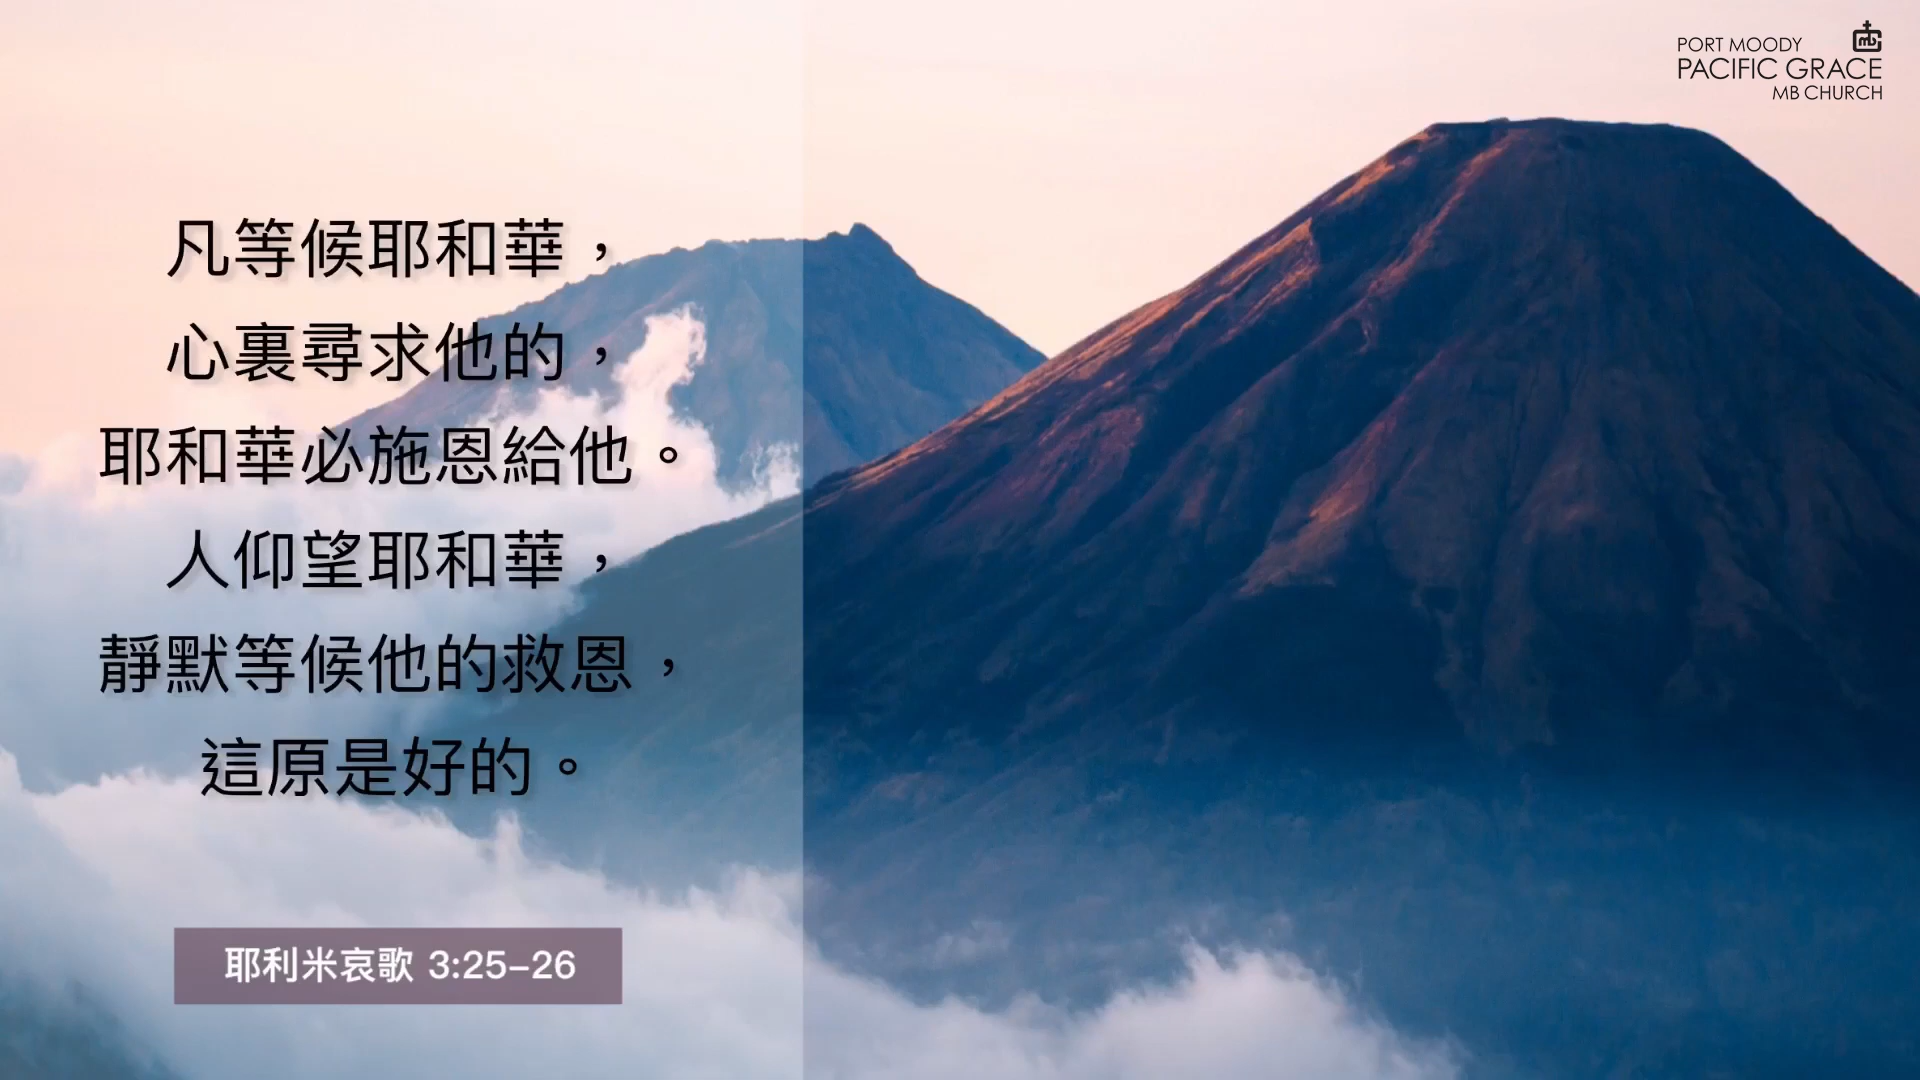 PORT MOODY
PACIFIC GRACE
MB CHURCH
凡等候耶和華，
心裏尋求他的，
耶和華必施恩給他。
人仰望耶和華，
靜默等候他的救恩，
這原是好的。
耶利米哀歌 3:25-26